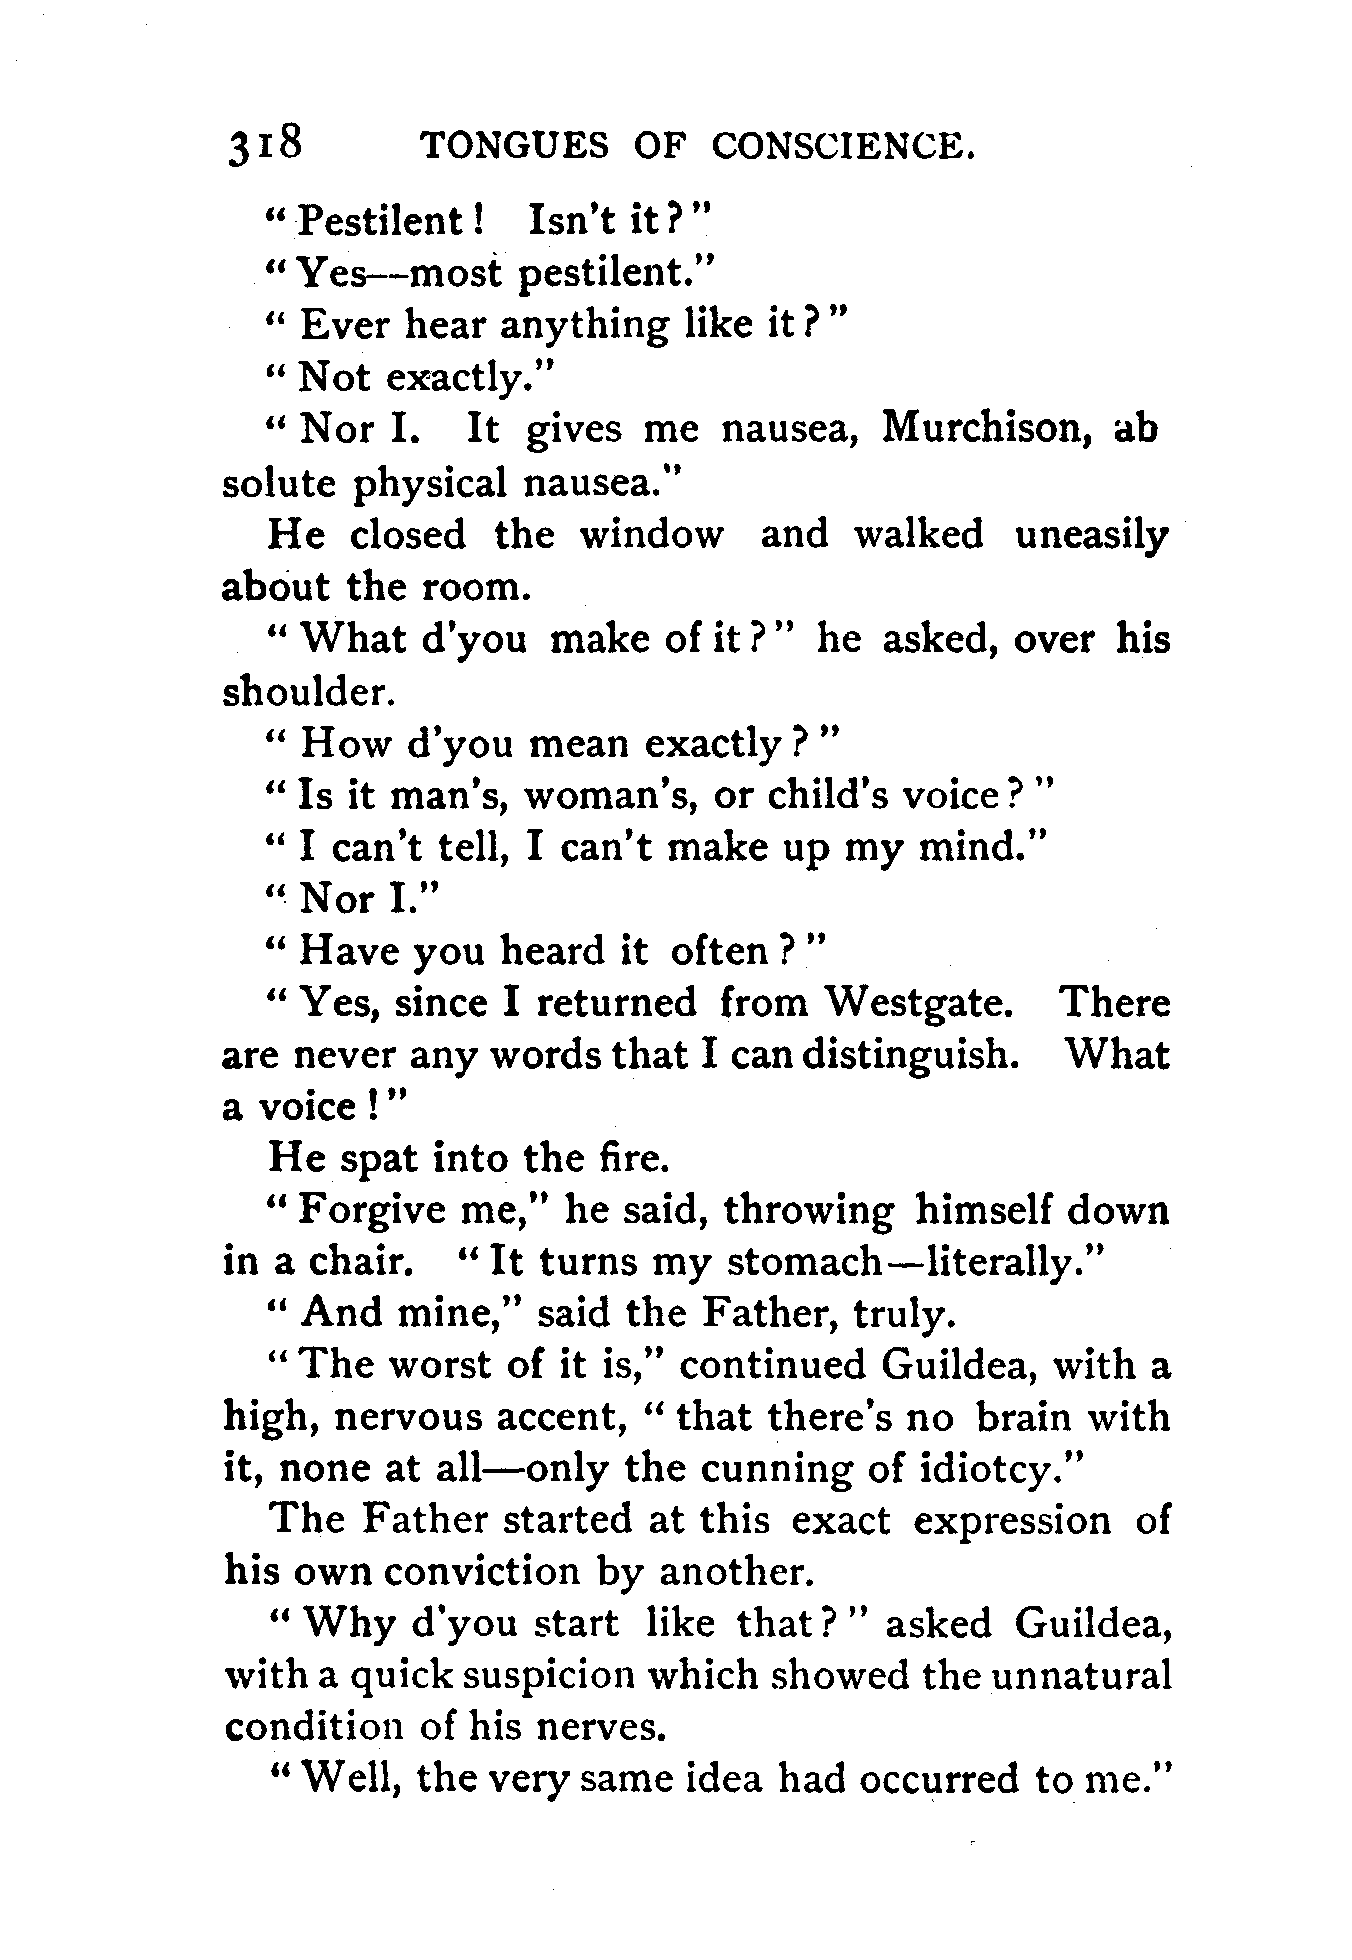 318 TONGUES OF CONSCIENCE.
"Pestilent! Isn't it?"
"Yes—most pestilent."
"Ever hear anything like it?"
"Not exactly."
"Nor I. It gives me nausea, Murchison, ab
solute physical nausea."
He closed the window and walked uneasily
about the room.
"What d'you make of it?" he asked, over his
shoulder.
"How d'you mean exactly?"
"Is it man's, woman's, or child's voice?"
"I can't tell, I can't make up my mind."
"Nor I."
"Have you heard it often?"
"Yes, since I returned from Westgate. There
are never any words that I can distinguish. What
a voice!"
He spat into the fire.
"Forgive me," he said, throwing himself down
in a chair. "It turns my stomach—literally."
"And mine," said the Father, truly.
"The worst of it is," continued Guildea, with a
high, nervous accent, "that there's no brain with
it, none at all—only the cunning of idiotcy."
The Father started at this exact expression of
his own conviction by another.
"Why d'you start like that?" asked Guildea,
with a quick suspicion which showed the unnatural
condition of his nerves.
"Well, the very same idea had occurred to me."